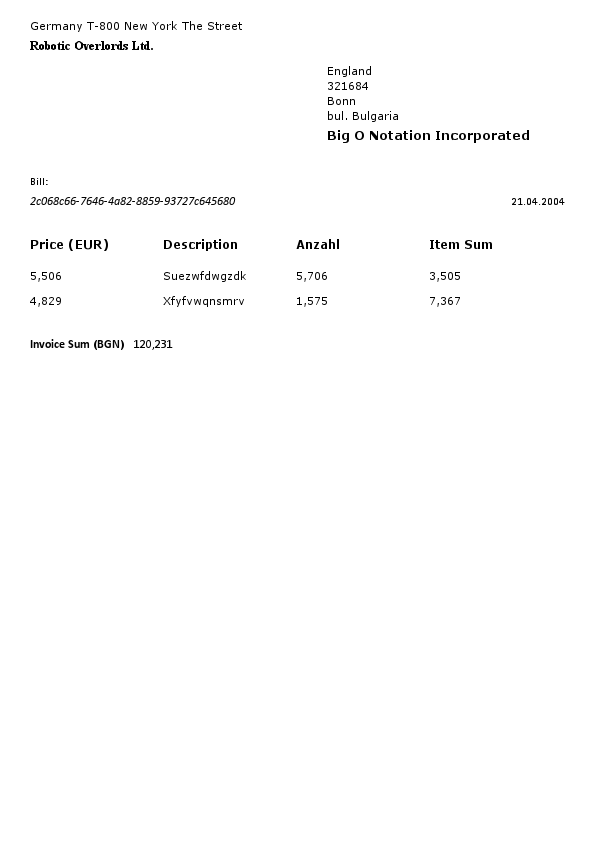 Germany T-800 New York The Street
Robotic Overlords Ltd.
England
321684
Bonn
bul. Bulgaria
Big O Notation Incorporated
Bill:
2c068c66-7646-4a82-8859-93727c645680 21.04.2004
Price (EUR) Description Anzahl Item Sum
5,506 Suezwfdwgzdk 5,706 3,505
4,829 Xfyfvwqnsmrv 1,575 7,367
Invoice Sum (BGN) 120,231